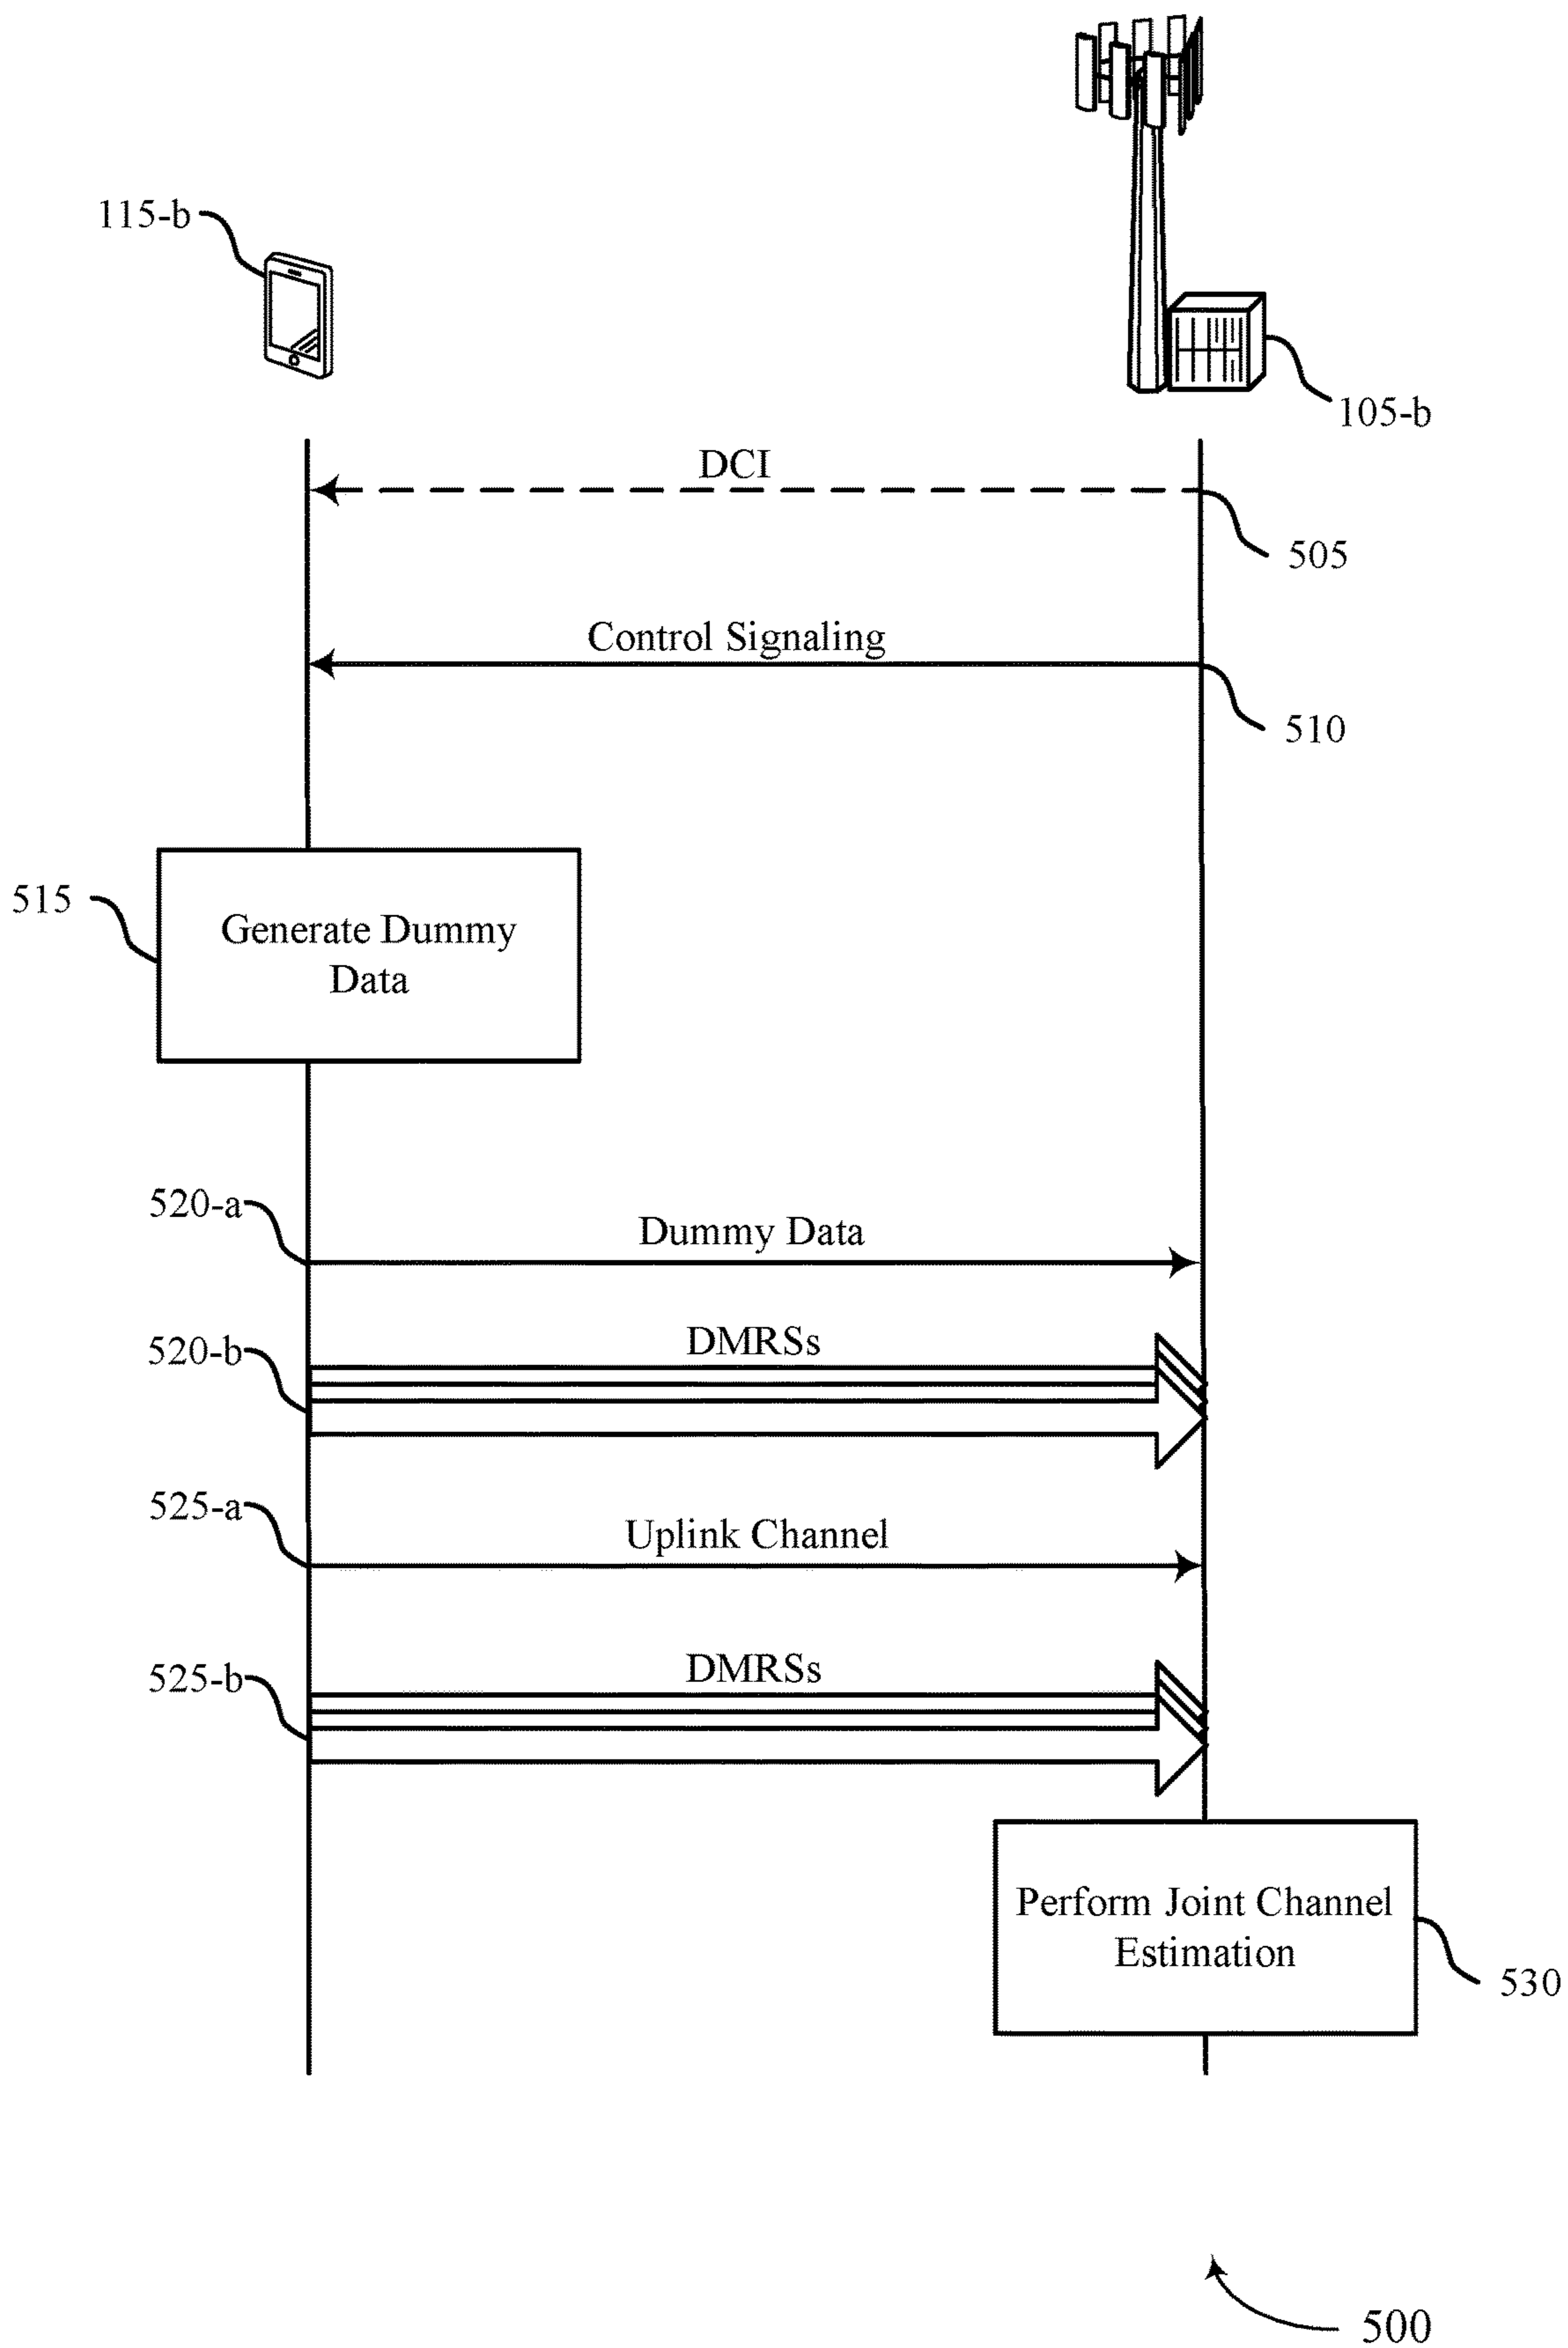 115-b
105-b
DCI
505
Control Signaling
510
515
Generate Dummy
Data
520-a
Dummy Data
520-b
DMRSs
525-a
Uplink Channel
525-b
DMRSs
Perform Joint Channel
Estimation
530
500